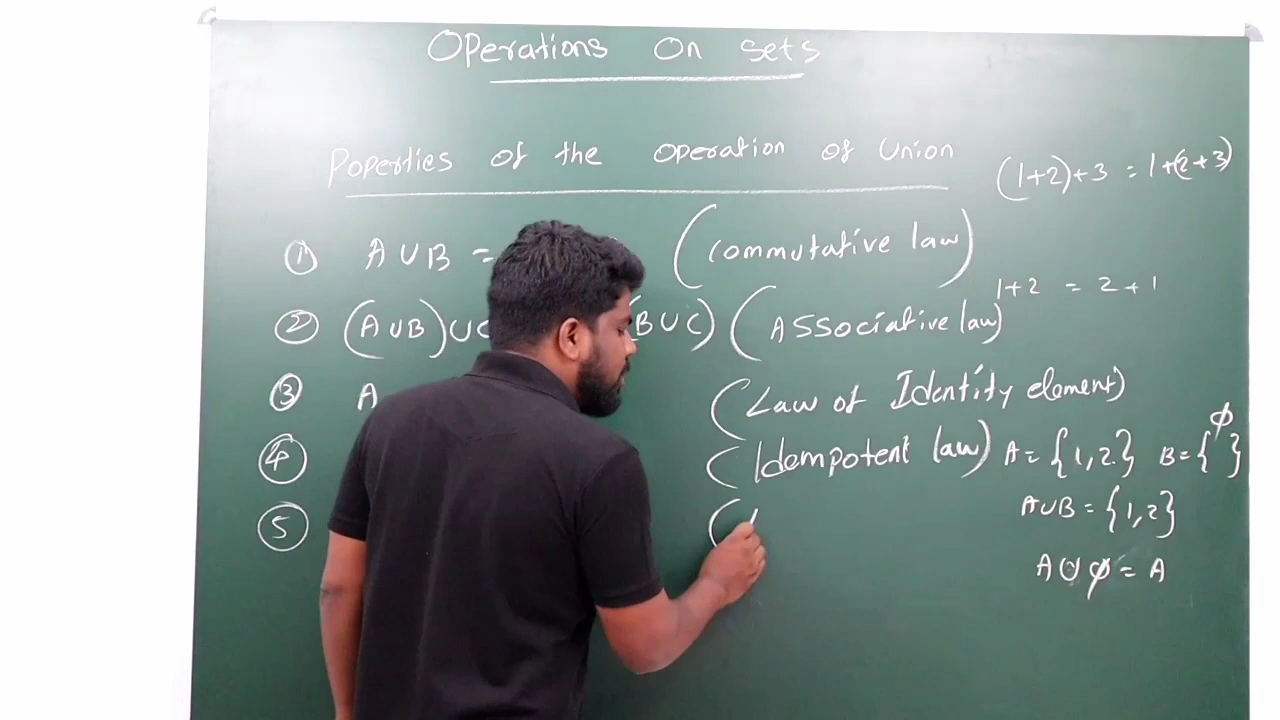 Operations On sets
Poperties of the operation of Union
(1+2)+3 = 1+(2+3)
① A ∪ B = (Commutative law)
1+2 = 2+1
② (A ∪ B) ∪ C B ∪ C) (Associative law)
③ A (Law of Identity element)
④ (Idempotent law) A = {1, 2} B = { } ϕ
⑤ (
A∪B = {1, 2}
A ∪ ϕ = A